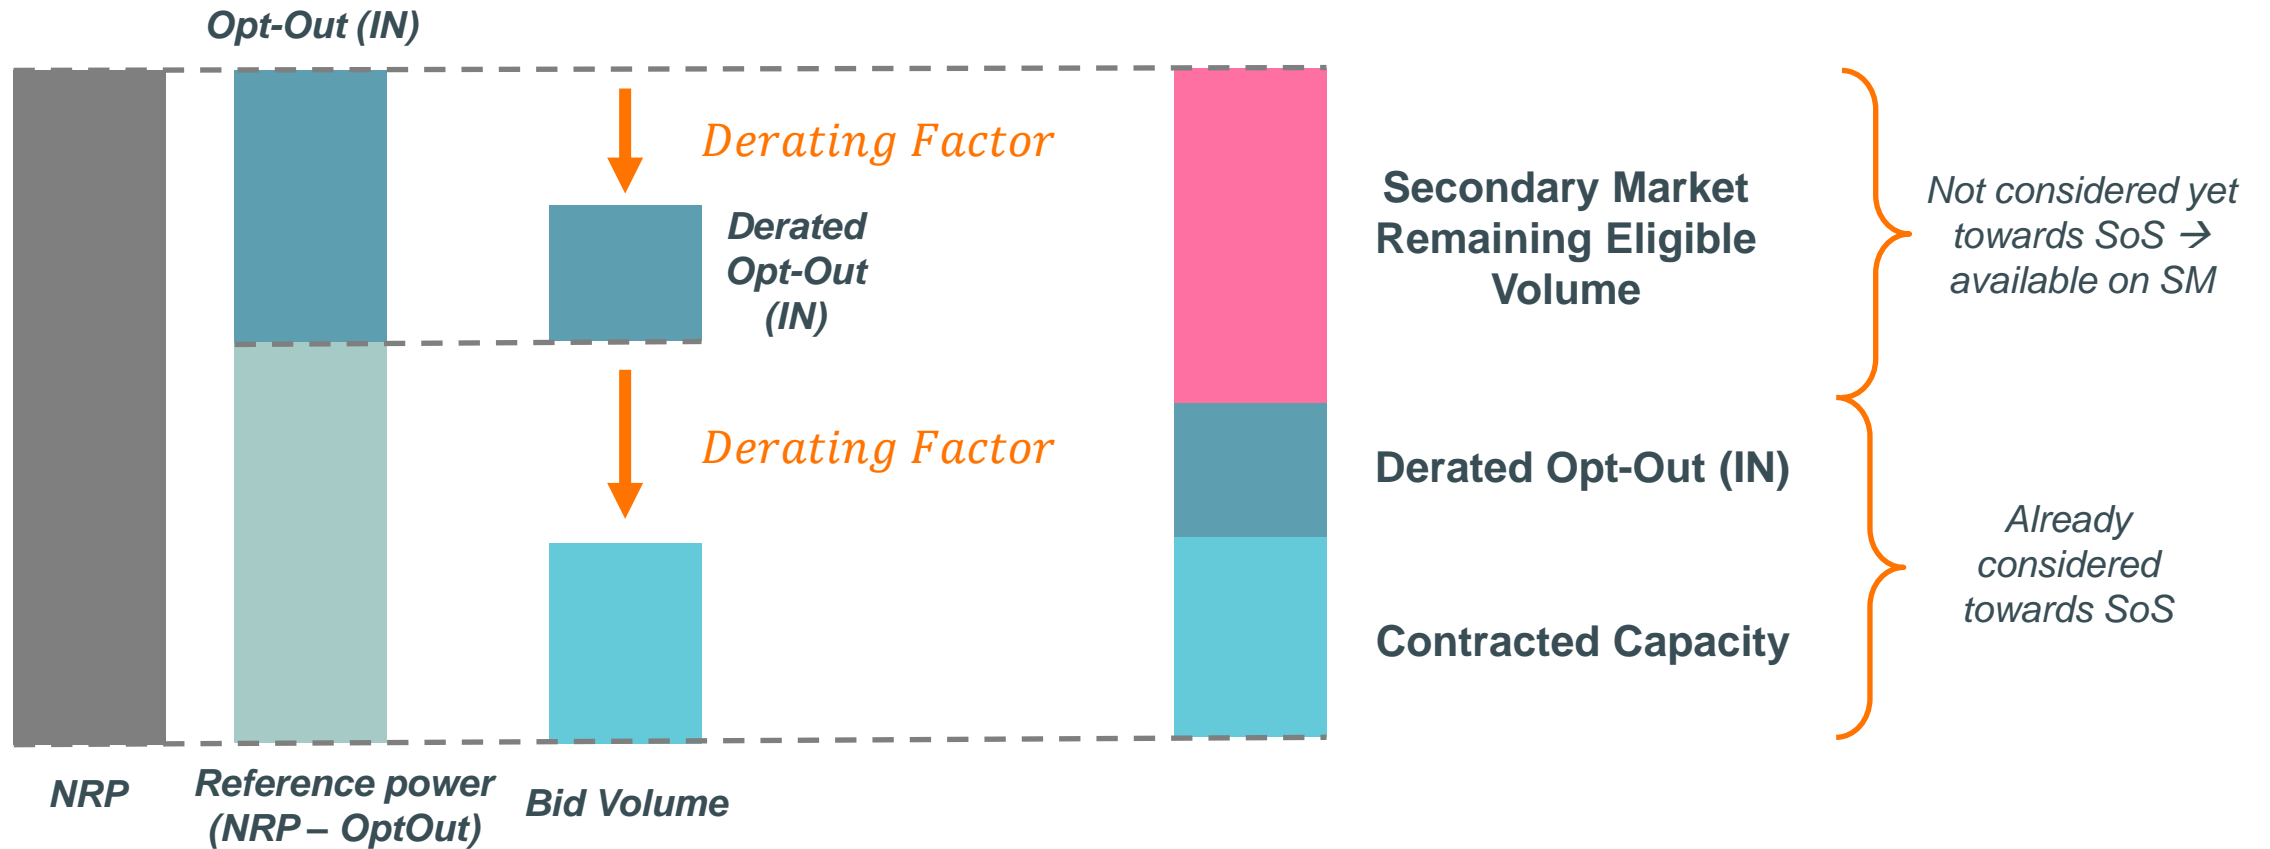 Opt-Out (IN)
Derating Factor
Derated
Opt-Out
(IN)
Derating Factor
NRP
Reference power
(NRP – OptOut)
Bid Volume
Secondary Market
Remaining Eligible
Volume
Derated Opt-Out (IN)
Contracted Capacity
Not considered yet
towards SoS →
available on SM
Already
considered
towards SoS